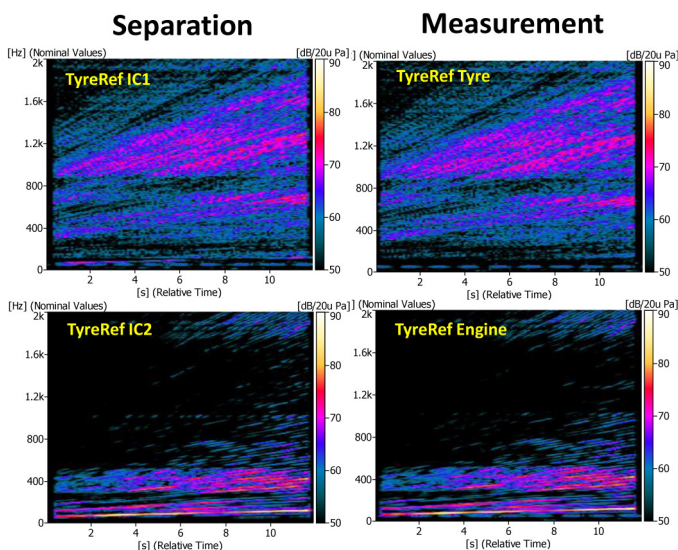 Separation
Measurement
[Hz] (Nominal Values)
[dB/20u Pa]
TyreRef IC1
2k
1.6k
1.2k
800
400
0
90
80
70
60
50
2
4
6
8
10
[s] (Relative Time)
] (Nominal Values)
[dB/20u Pa]
TyreRef Tyre
2k
1.6k
1.2k
800
400
0
90
80
70
60
50
2
4
6
8
10
[s] (Relative Time)
[Hz] (Nominal Values)
[dB/20u Pa]
TyreRef IC2
2k
1.6k
1.2k
800
400
0
90
80
70
60
50
2
4
6
8
10
[s] (Relative Time)
] (Nominal Values)
[dB/20u Pa]
TyreRef Engine
2k
1.6k
1.2k
800
400
0
90
80
70
60
50
2
4
6
8
10
[s] (Relative Time)